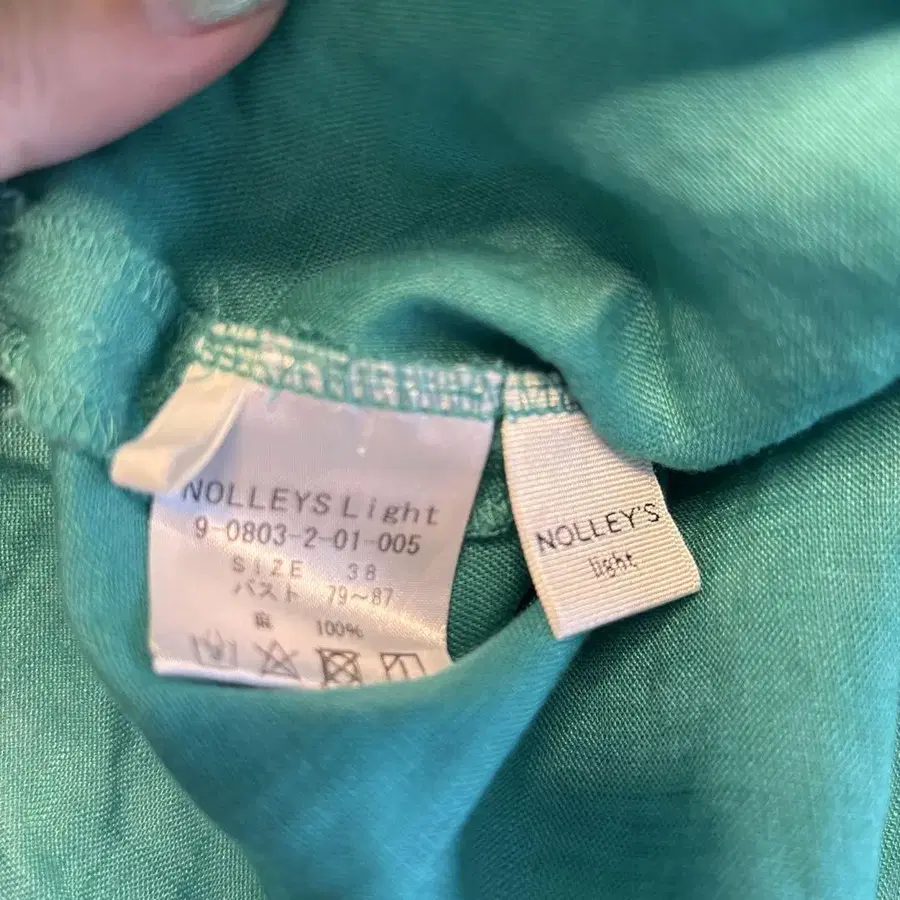 NOLLEYS Light
9-0803-2-01-005
SIZE 38
バスト 79~87
麻 100%
NOLLEY'S
light